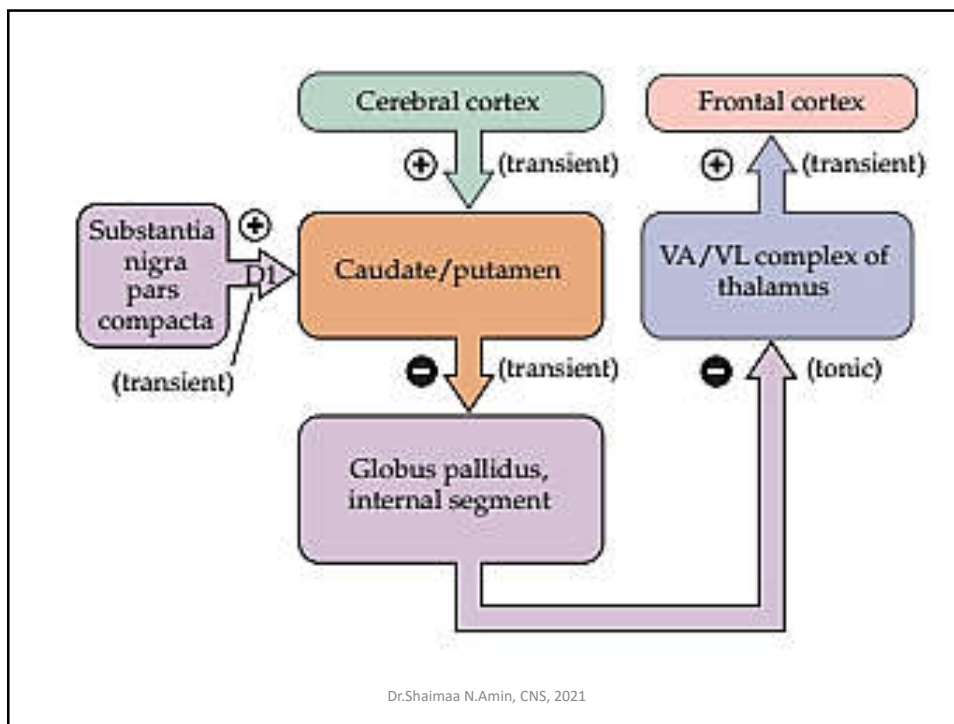 Cerebral cortex
Frontal cortex
+
(transient)
+
(transient)
Substantia
nigra
pars
compacta
+
D1
(transient)
Caudate/putamen
VA/VL complex of
thalamus
−
(transient)
−
(tonic)
Globus pallidus,
internal segment
Dr.Shaimaa N.Amin, CNS, 2021